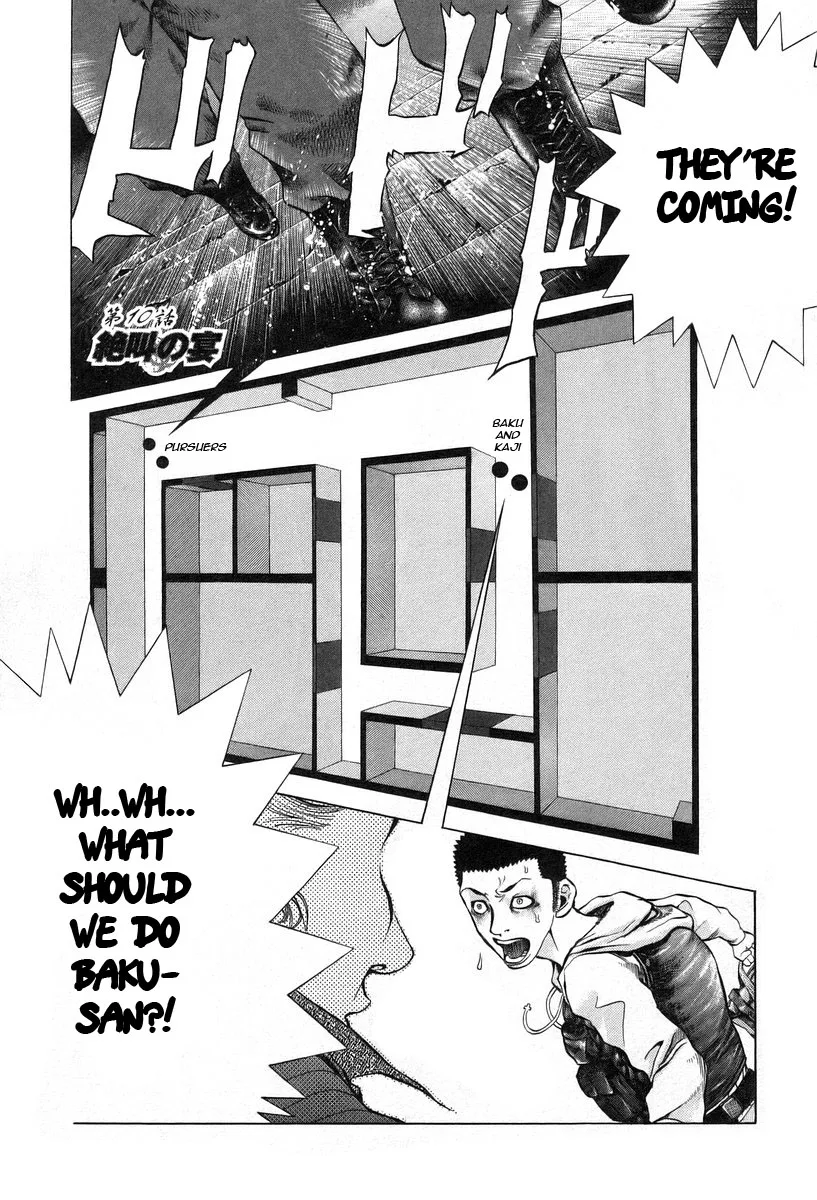 THEY'RE
COMING!
ド
ド
ド
第10話
絶叫の宴
BAKU
AND
KAJI
PURSUERS
WH..WH...
WHAT
SHOULD
WE DO
BAKU-
SAN?!